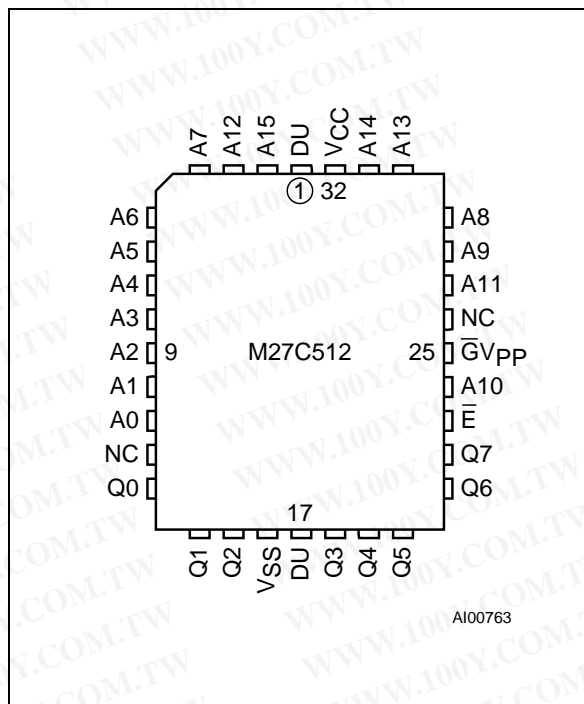 A7 A12 A15 DU VCC A14 A13
① 32
A6 A8
A5 A9
A4 A11
A3 NC
A2 9 M27C512 25 G̅VPP
A1 A10
A0 E̅
NC Q7
Q0 Q6
17
Q1 Q2 VSS DU Q3 Q4 Q5
AI00763
WWW.100Y.COM.TW